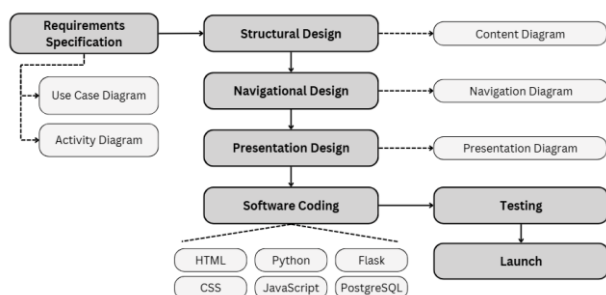 Requirements
Specification
Structural Design
Content Diagram
Use Case Diagram
Navigational Design
Navigation Diagram
Activity Diagram
Presentation Design
Presentation Diagram
Software Coding
Testing
HTML
Python
Flask
Launch
CSS
JavaScript
PostgreSQL